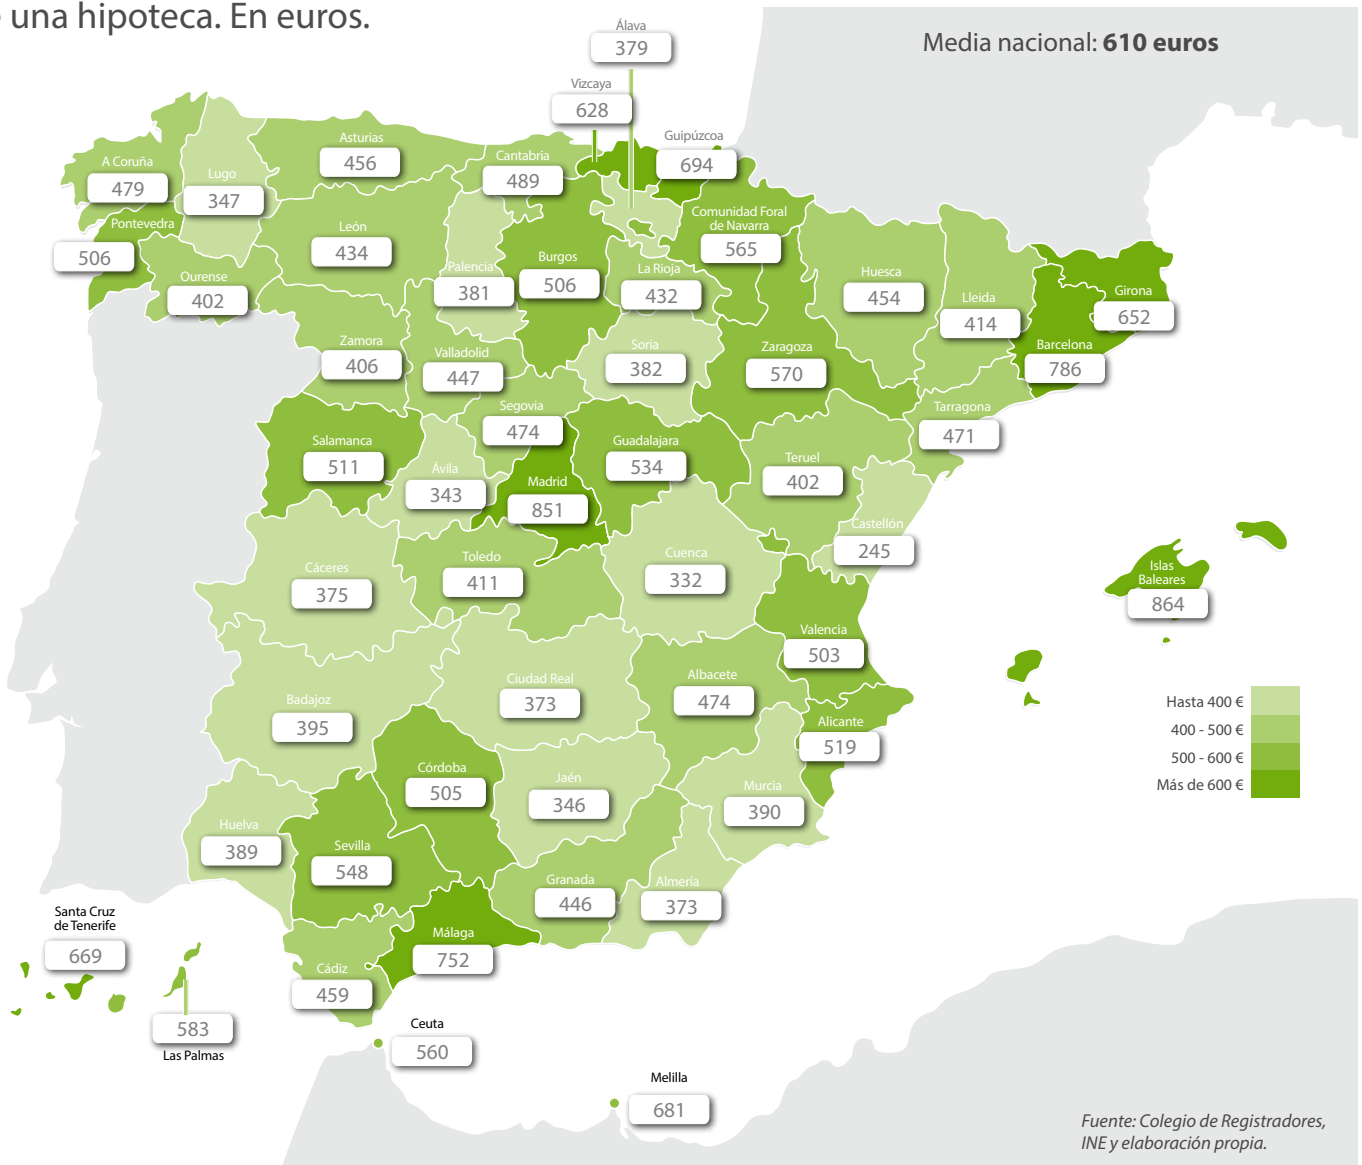 una hipoteca. En euros.
Media nacional: 610 euros
Álava
379
Vizcaya
628
Guipúzcoa
694
Asturias
456
Cantabria
489
A Coruña
479
Lugo
347
Pontevedra
506
Ourense
402
León
434
Palencia
381
Burgos
506
La Rioja
432
Comunidad Foral
de Navarra
565
Huesca
454
Lleida
414
Girona
652
Barcelona
786
Tarragona
471
Zamora
406
Valladolid
447
Soria
382
Zaragoza
570
Segovia
474
Salamanca
511
Ávila
343
Madrid
851
Guadalajara
534
Teruel
402
Castellón
245
Cáceres
375
Toledo
411
Cuenca
332
Islas
Baleares
864
Valencia
503
Badajoz
395
Ciudad Real
373
Albacete
474
Alicante
519
Hasta 400 €
400 - 500 €
500 - 600 €
Más de 600 €
Córdoba
505
Jaén
346
Murcia
390
Huelva
389
Sevilla
548
Granada
446
Almería
373
Málaga
752
Cádiz
459
Santa Cruz
de Tenerife
669
583
Las Palmas
Ceuta
560
Melilla
681
Fuente: Colegio de Registradores,
INE y elaboración propia.